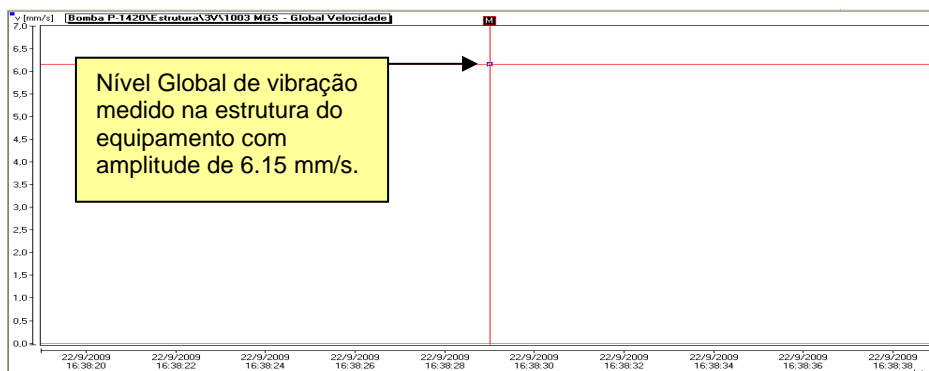 v [mm/s] Bomba P-1420\Estrutura\3V\1003 MGS - Global Velocidade
M
7,0
6,5
6,0
5,5
5,0
4,5
4,0
3,5
3,0
2,5
2,0
1,5
1,0
0,5
0,0
Nível Global de vibração
medido na estrutura do
equipamento com
amplitude de 6.15 mm/s.
22/9/2009 22/9/2009 22/9/2009 22/9/2009 22/9/2009 22/9/2009 22/9/2009 22/9/2009 22/9/2009 22/9/2009
16:38:20 16:38:22 16:38:24 16:38:26 16:38:28 16:38:30 16:38:32 16:38:34 16:38:36 16:38:38